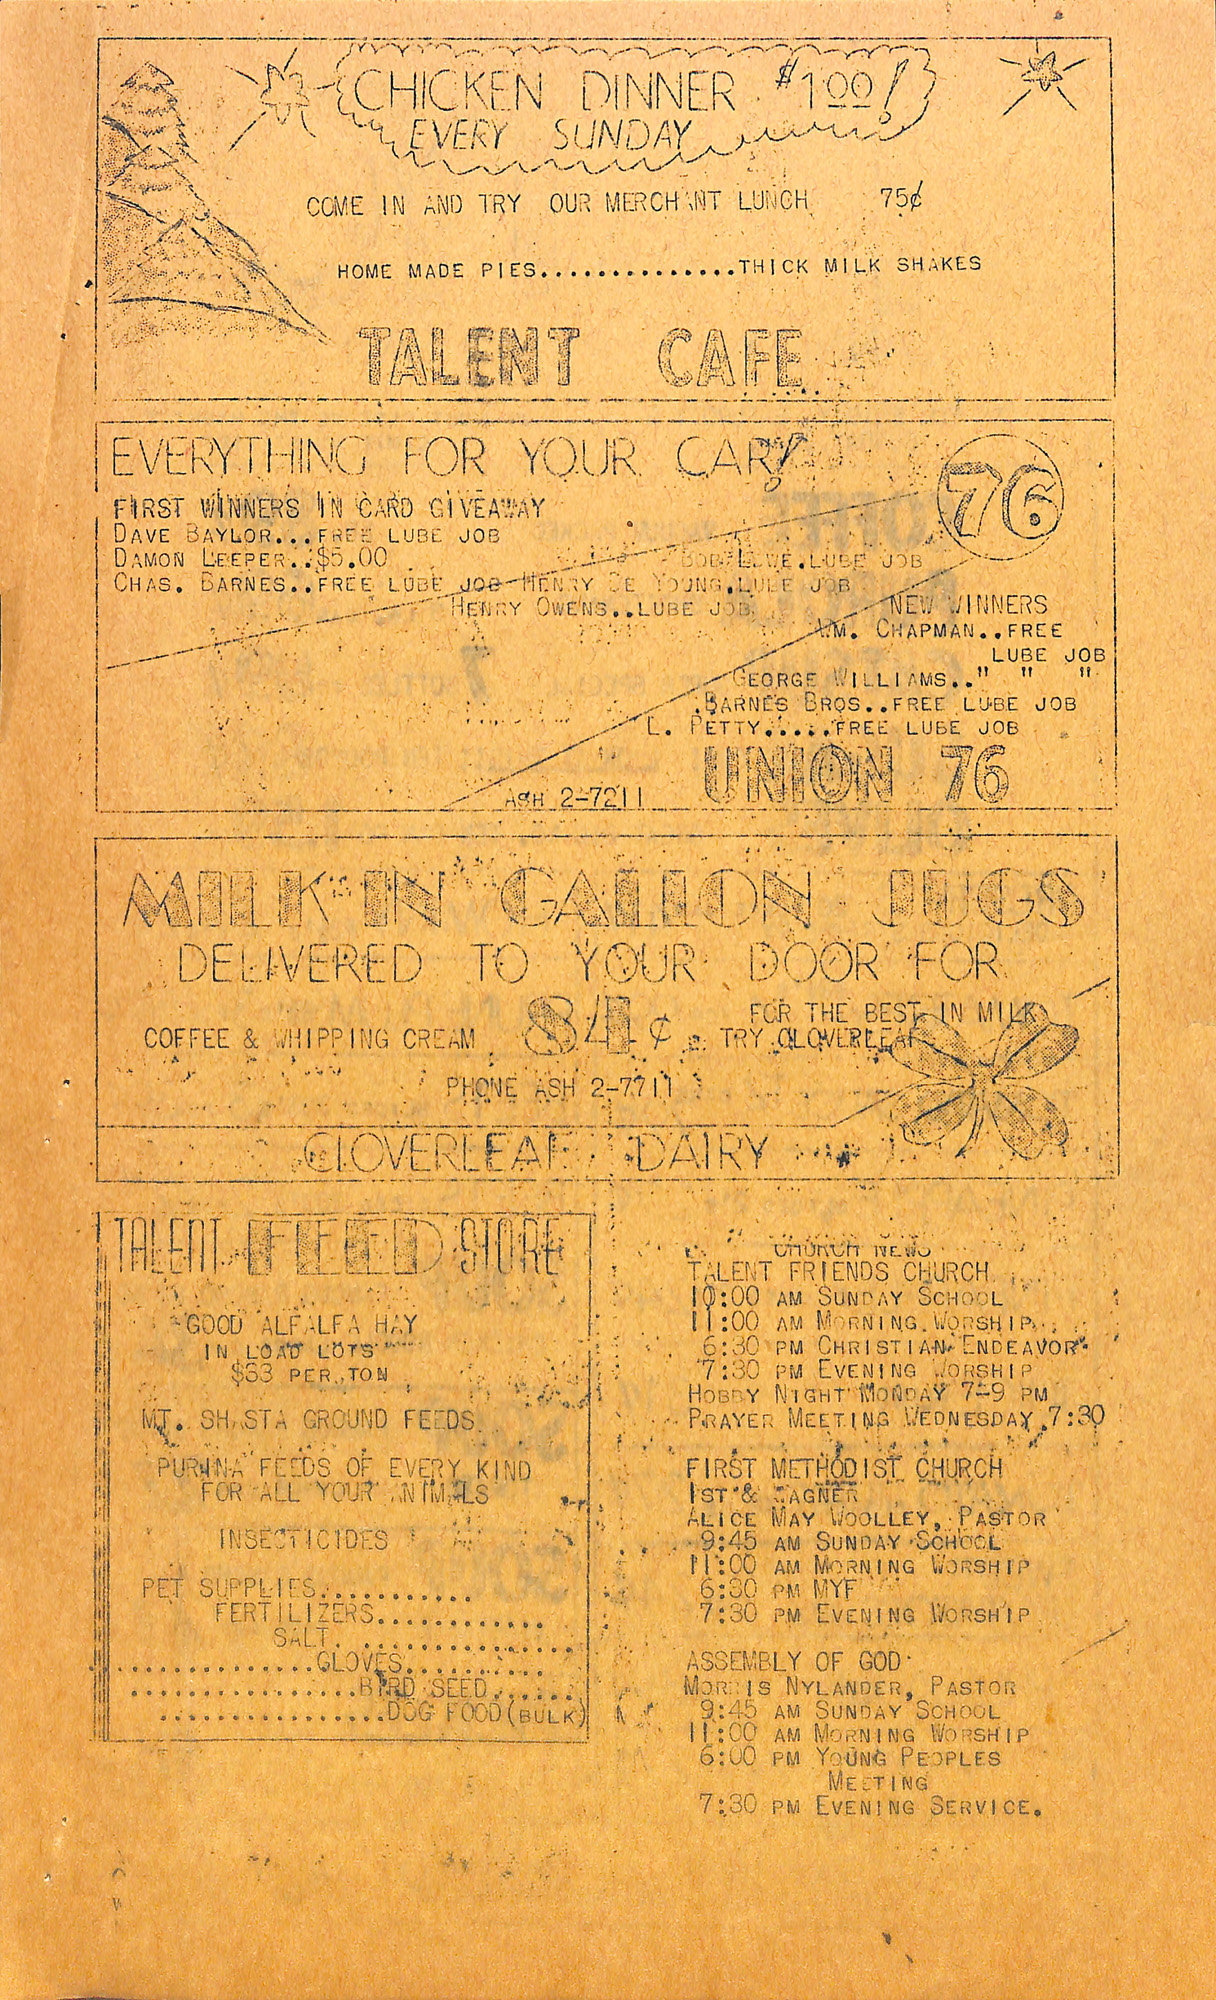 CHICKEN DINNER $1.00!
EVERY SUNDAY
COME IN AND TRY OUR MERCHANT LUNCH 75¢
HOME MADE PIES..............THICK MILK SHAKES
TALENT CAFE
EVERYTHING FOR YOUR CAR!
76
FIRST WINNERS IN CARD GIVEAWAY
DAVE BAYLOR...FREE LUBE JOB
DAMON LEEPER..$5.00
BOB LOWE.LUBE JOB
CHAS. BARNES..FREE LUBE JOB HENRY DE YOUNG.LUBE JOB
HENRY OWENS..LUBE JOB
NEW WINNERS
WM. CHAPMAN..FREE
LUBE JOB
GEORGE WILLIAMS.." " "
BARNES BROS..FREE LUBE JOB
L. PETTY.....FREE LUBE JOB
ASH 2-7211 UNION 76
MILK IN GALLON JUGS
DELIVERED TO YOUR DOOR FOR
84¢
COFFEE & WHIPPING CREAM
FOR THE BEST IN MILK
TRY CLOVERLEAF
PHONE ASH 2-7711
CLOVERLEAF DAIRY
TALENT FEED STORE
GOOD ALFALFA HAY
IN LOAD LOTS
$33 PER TON
MT. SHASTA GROUND FEEDS
PURINA FEEDS OF EVERY KIND
FOR ALL YOUR ANIMALS
INSECTICIDES
PET SUPPLIES...........
FERTILIZERS............
SALT. ................
...............GLOVES...........
................BIRD SEED......
................DOG FOOD(BULK)
CHURCH NEWS
TALENT FRIENDS CHURCH
10:00 AM SUNDAY SCHOOL
11:00 AM MORNING WORSHIP
6:30 PM CHRISTIAN ENDEAVOR
7:30 PM EVENING WORSHIP
HOBBY NIGHT MONDAY 7-9 PM
PRAYER MEETING WEDNESDAY 7:30
FIRST METHODIST CHURCH
1ST & WAGNER
ALICE MAY WOOLLEY, PASTOR
9:45 AM SUNDAY SCHOOL
11:00 AM MORNING WORSHIP
6:30 PM MYF
7:30 PM EVENING WORSHIP
ASSEMBLY OF GOD
MORRIS NYLANDER, PASTOR
9:45 AM SUNDAY SCHOOL
11:00 AM MORNING WORSHIP
6:00 PM YOUNG PEOPLES
MEETING
7:30 PM EVENING SERVICE.